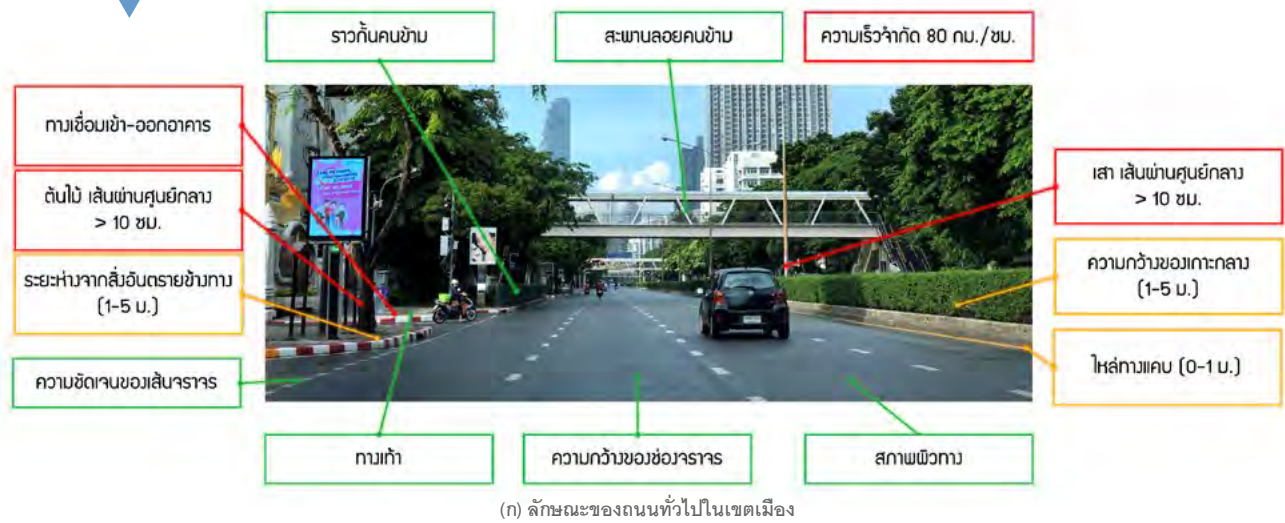 ราวกั้นคนข้าม
สะพานลอยคนข้าม
ความเร็วจำกัด 80 กม./ชม.
ทางเชื่อมเข้า-ออกอาคาร
ต้นไม้ เส้นผ่านศูนย์กลาง
> 10 ซม.
ระยะห่างจากสิ่งอันตรายข้างทาง
(1-5 ม.)
ความชัดเจนของเส้นจราจร
เสา เส้นผ่านศูนย์กลาง
> 10 ซม.
ความกว้างของเกาะกลาง
(1-5 ม.)
ไหล่ทางแคบ (0-1 ม.)
ทางเท้า
ความกว้างของช่องจราจร
สภาพผิวทาง
(ก) ลักษณะของถนนทั่วไปในเขตเมือง